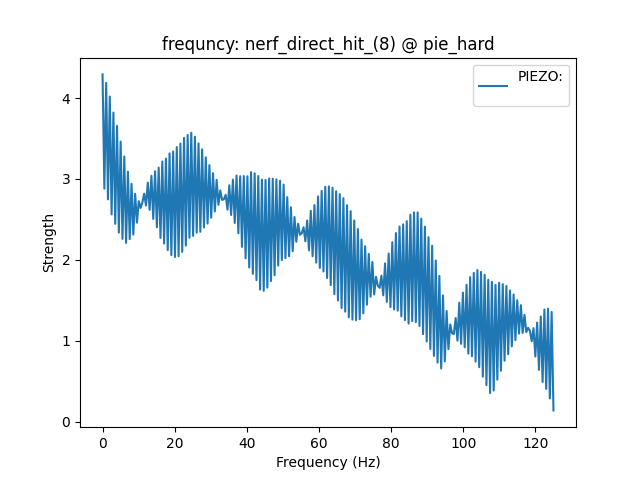 frequncy: nerf_direct_hit_(8) @ pie_hard
PIEZO:
4
3
2
1
0
Strength
0 20 40 60 80 100 120
Frequency (Hz)